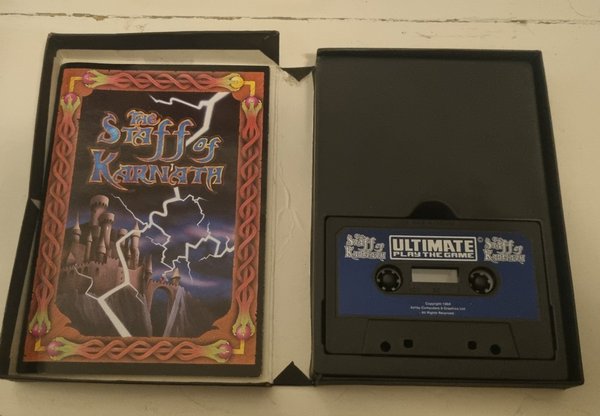 THE
STAFF OF
KARNATH
THE
STAFF OF
KARNATH
ULTIMATE
PLAY THE GAME
©
THE
STAFF OF
KARNATH
Copyright 1984
Ashby Computers & Graphics Ltd
All Rights Reserved